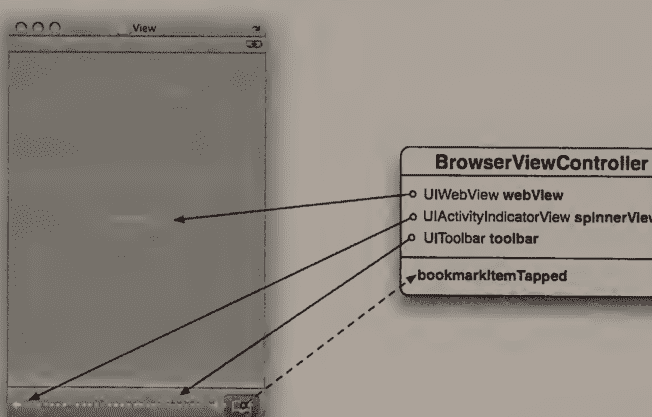 View
BrowserViewController
UIWebView webView
UIActivityIndicatorView spinnerView
UIToolbar toolbar
bookmarkItemTapped